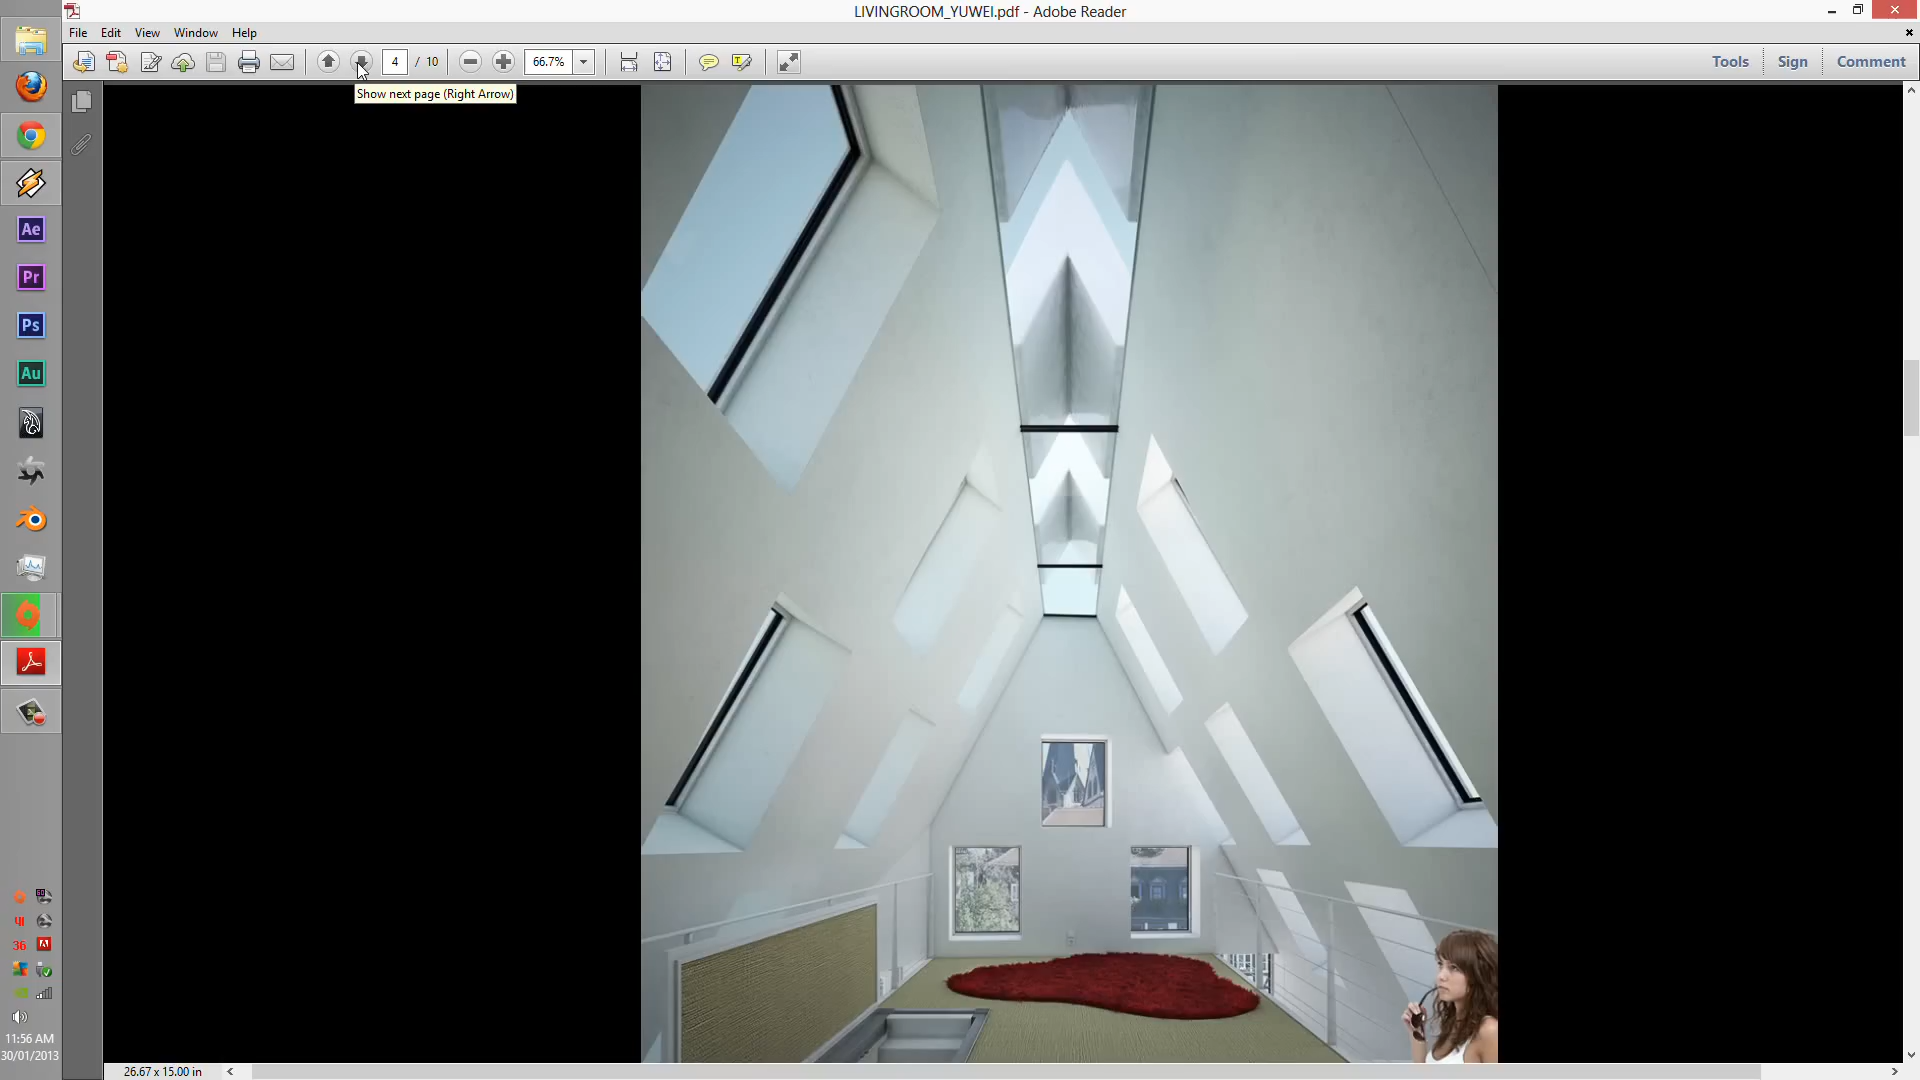 LIVINGROOM_YUWEI.pdf - Adobe Reader
File Edit View Window Help
4 / 10 66.7% Tools Sign Comment
Show next page (Right Arrow)
Ae
Pr
Ps
Au
36
11:56 AM
30/01/2013
26.67 x 15.00 in